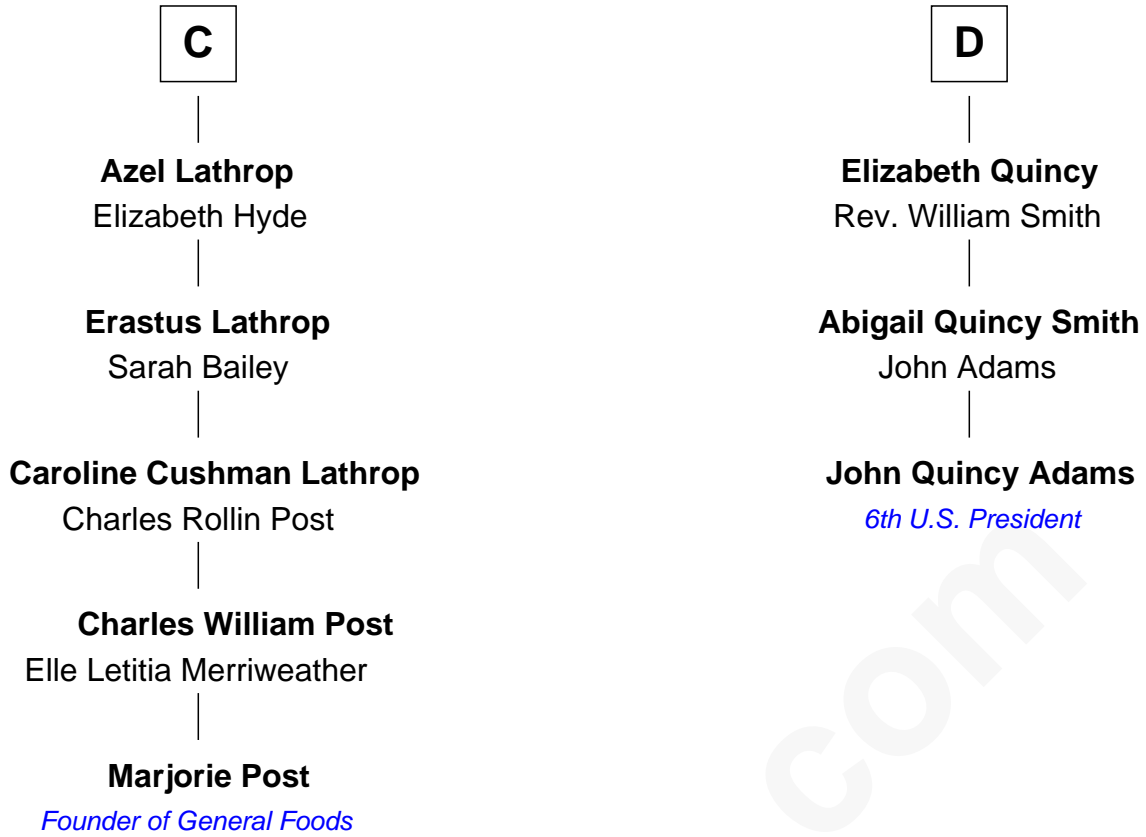 C
Azel Lathrop
Elizabeth Hyde
Erastus Lathrop
Sarah Bailey
Caroline Cushman Lathrop
Charles Rollin Post
Charles William Post
Elle Letitia Merriweather
Marjorie Post
Founder of General Foods
D
Elizabeth Quincy
Rev. William Smith
Abigail Quincy Smith
John Adams
John Quincy Adams
6th U.S. President
com